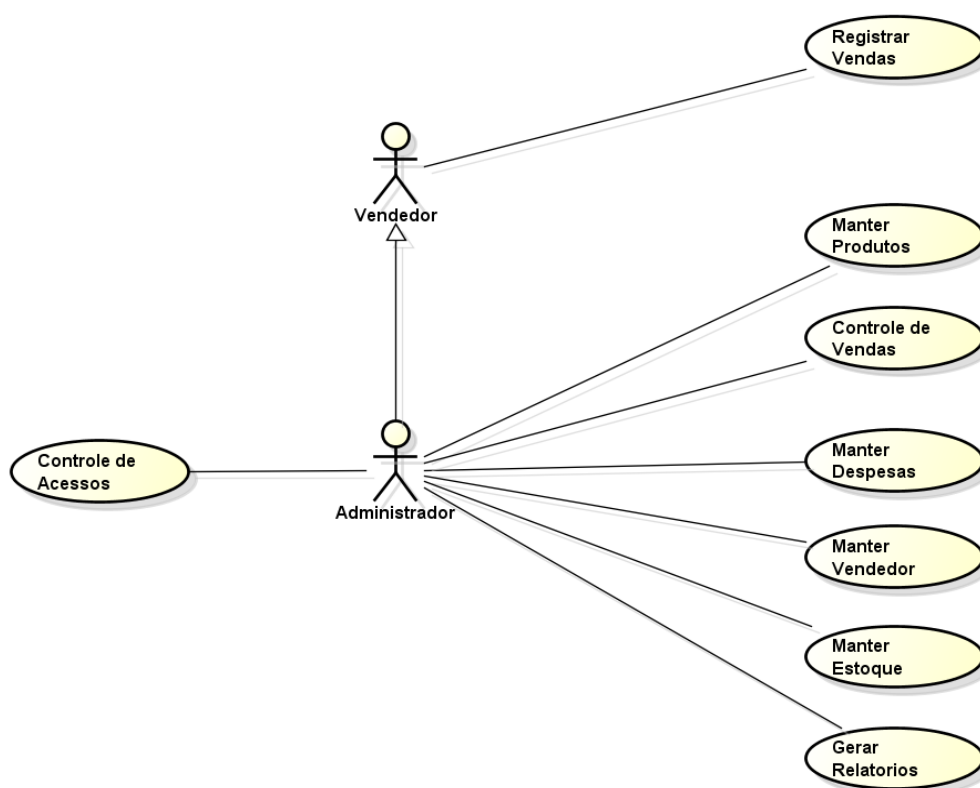 Registrar
Vendas
Vendedor
Manter
Produtos
Controle de
Vendas
Controle de
Acessos
Administrador
Manter
Despesas
Manter
Vendedor
Manter
Estoque
Gerar
Relatorios